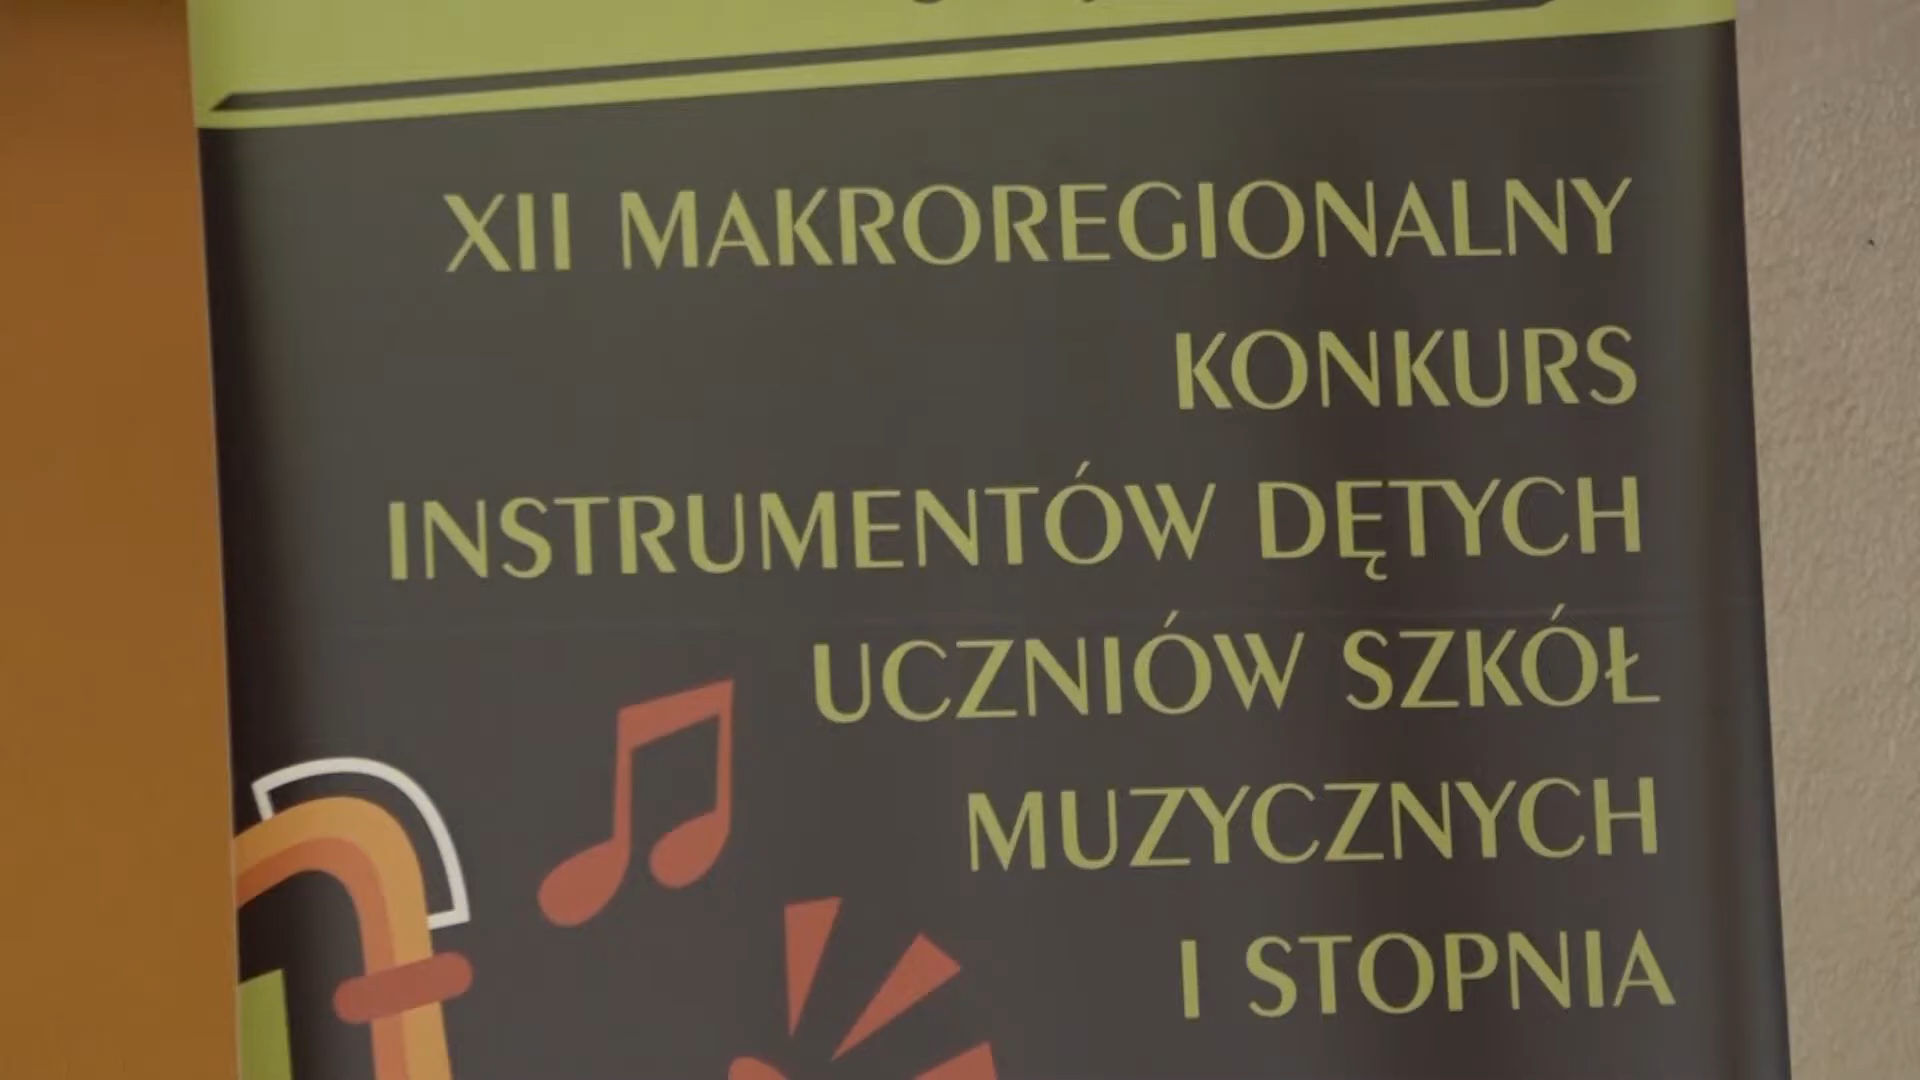 XII MAKROREGIONALNY
KONKURS
INSTRUMENTÓW DĘTYCH
UCZNIÓW SZKÓŁ
MUZYCZNYCH
I STOPNIA